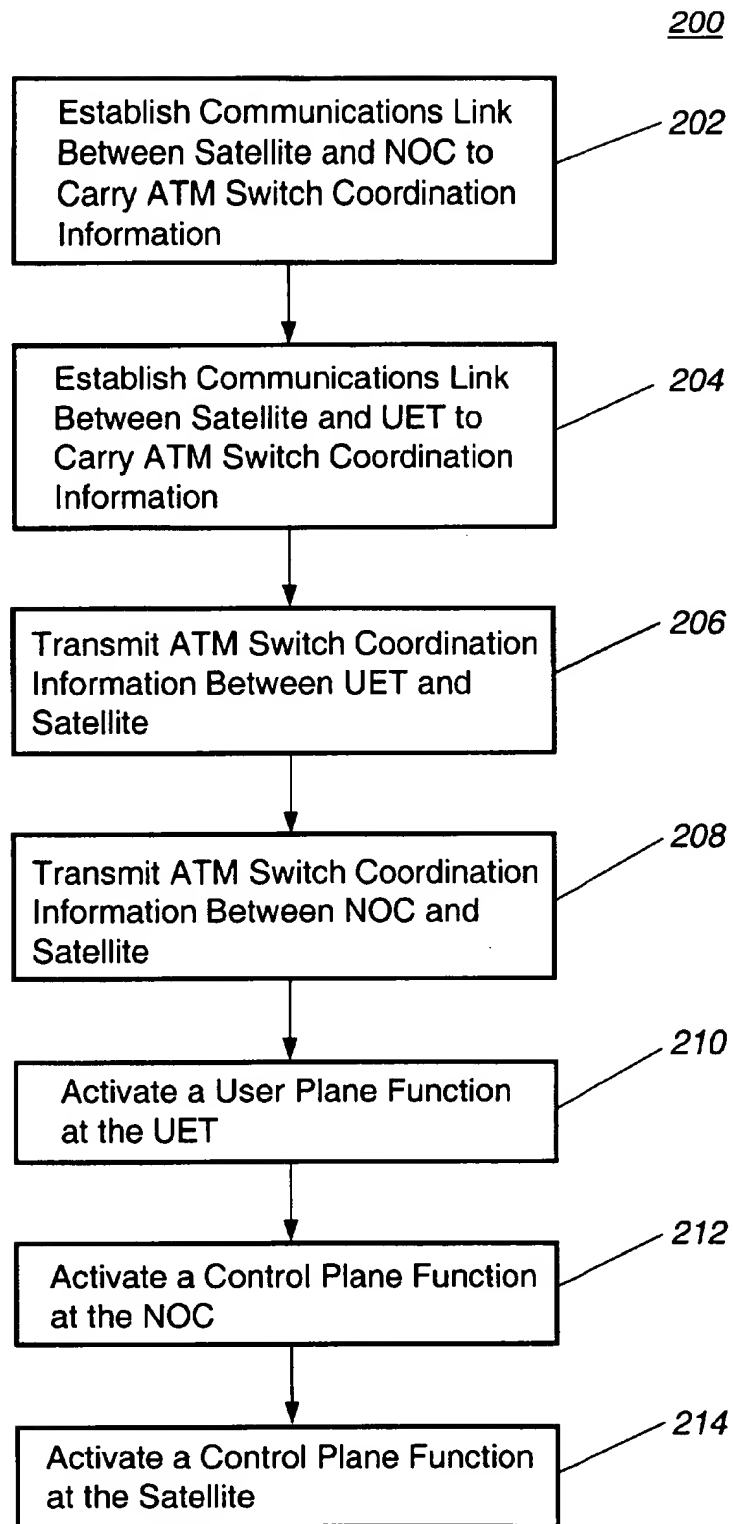 200
Establish Communications Link
Between Satellite and NOC to
Carry ATM Switch Coordination
Information
202
Establish Communications Link
Between Satellite and UET to
Carry ATM Switch Coordination
Information
204
Transmit ATM Switch Coordination
Information Between UET and
Satellite
206
Transmit ATM Switch Coordination
Information Between NOC and
Satellite
208
Activate a User Plane Function
at the UET
210
Activate a Control Plane Function
at the NOC
212
Activate a Control Plane Function
at the Satellite
214